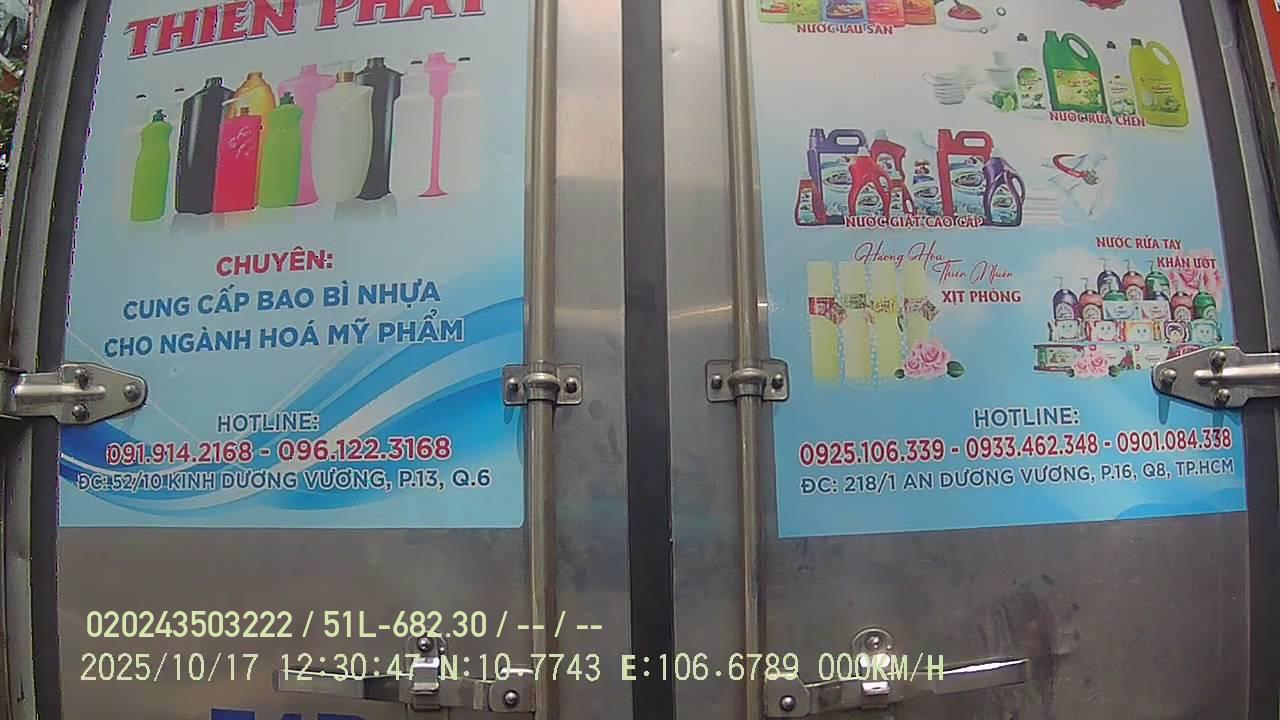 THIÊN PHÁT
CHUYÊN:
CUNG CẤP BAO BÌ NHỰA
CHO NGÀNH HOÁ MỸ PHẨM
HOTLINE:
091.914.2168 - 096.122.3168
ĐC: 52/10 KINH DƯƠNG VƯƠNG, P.13, Q.6
NƯỚC LAU SÀN
NƯỚC RỬA CHÉN
NƯỚC GIẶT CAO CẤP
Hương Hoa
Thiên Nhiên
XỊT PHÒNG
NƯỚC RỬA TAY
KHĂN ƯỚT
HOTLINE:
0925.106.339 - 0933.462.348 - 0901.084.338
ĐC: 218/1 AN DƯƠNG VƯƠNG, P.16, Q8, TP.HCM
020243503222 / 51L-682.30 / -- / --
2025/10/17 12:30:47 N:10.7743 E:106.6789 000KM/H